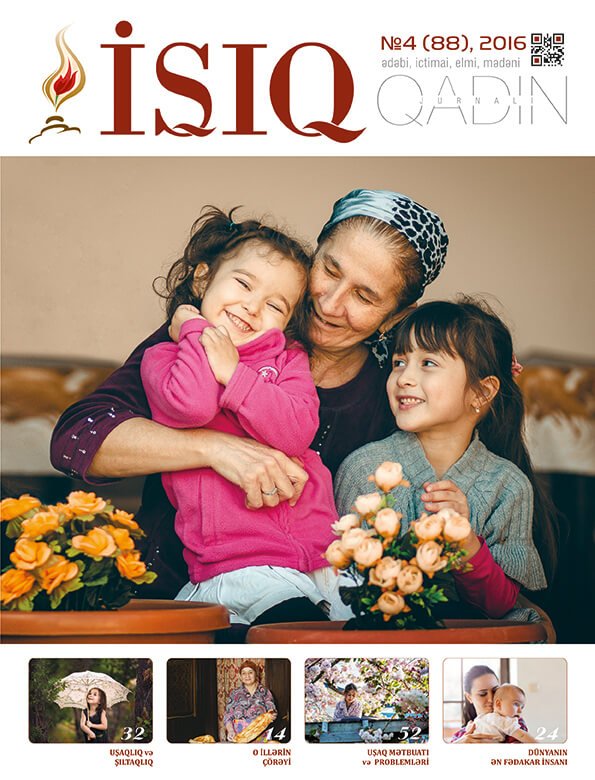 İŞIQ
№4 (88), 2016
ədəbi, ictimai, elmi, mədəni
QADIN
JURNALI
32
14
52
24
UŞAQLIQ və
ŞILTAQLIQ
O İLLƏRİN
ÇÖRƏYİ
UŞAQ MƏTBUATI
və PROBLEMLƏRİ
DÜNYANIN
ƏN FƏDAKAR İNSANI